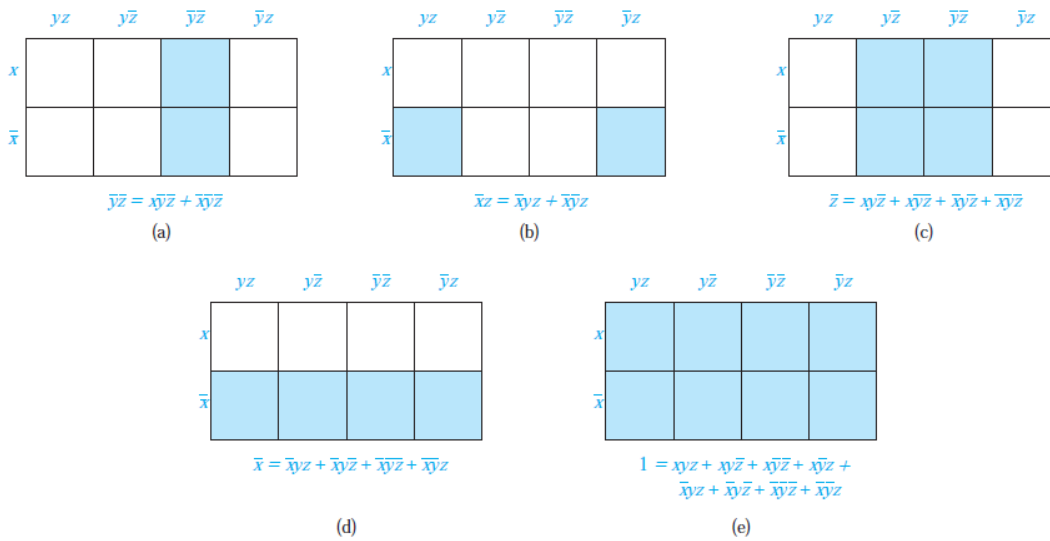 yz yz̄ ȳz̄ ȳz
x
x̄
ȳz̄ = xȳz̄ + x̄ȳz̄
(a)
yz yz̄ ȳz̄ ȳz
x
x̄
x̄z = x̄yz + x̄ȳz
(b)
yz yz̄ ȳz̄ ȳz
x
x̄
z̄ = xyz̄ + xȳz̄ + x̄yz̄ + x̄ȳz̄
(c)
yz yz̄ ȳz̄ ȳz
x
x̄
x̄ = x̄yz + x̄yz̄ + x̄ȳz̄ + x̄ȳz
(d)
yz yz̄ ȳz̄ ȳz
x
x̄
1 = xyz + xyz̄ + xȳz̄ + xȳz +
x̄yz + x̄yz̄ + x̄ȳz̄ + x̄ȳz
(e)